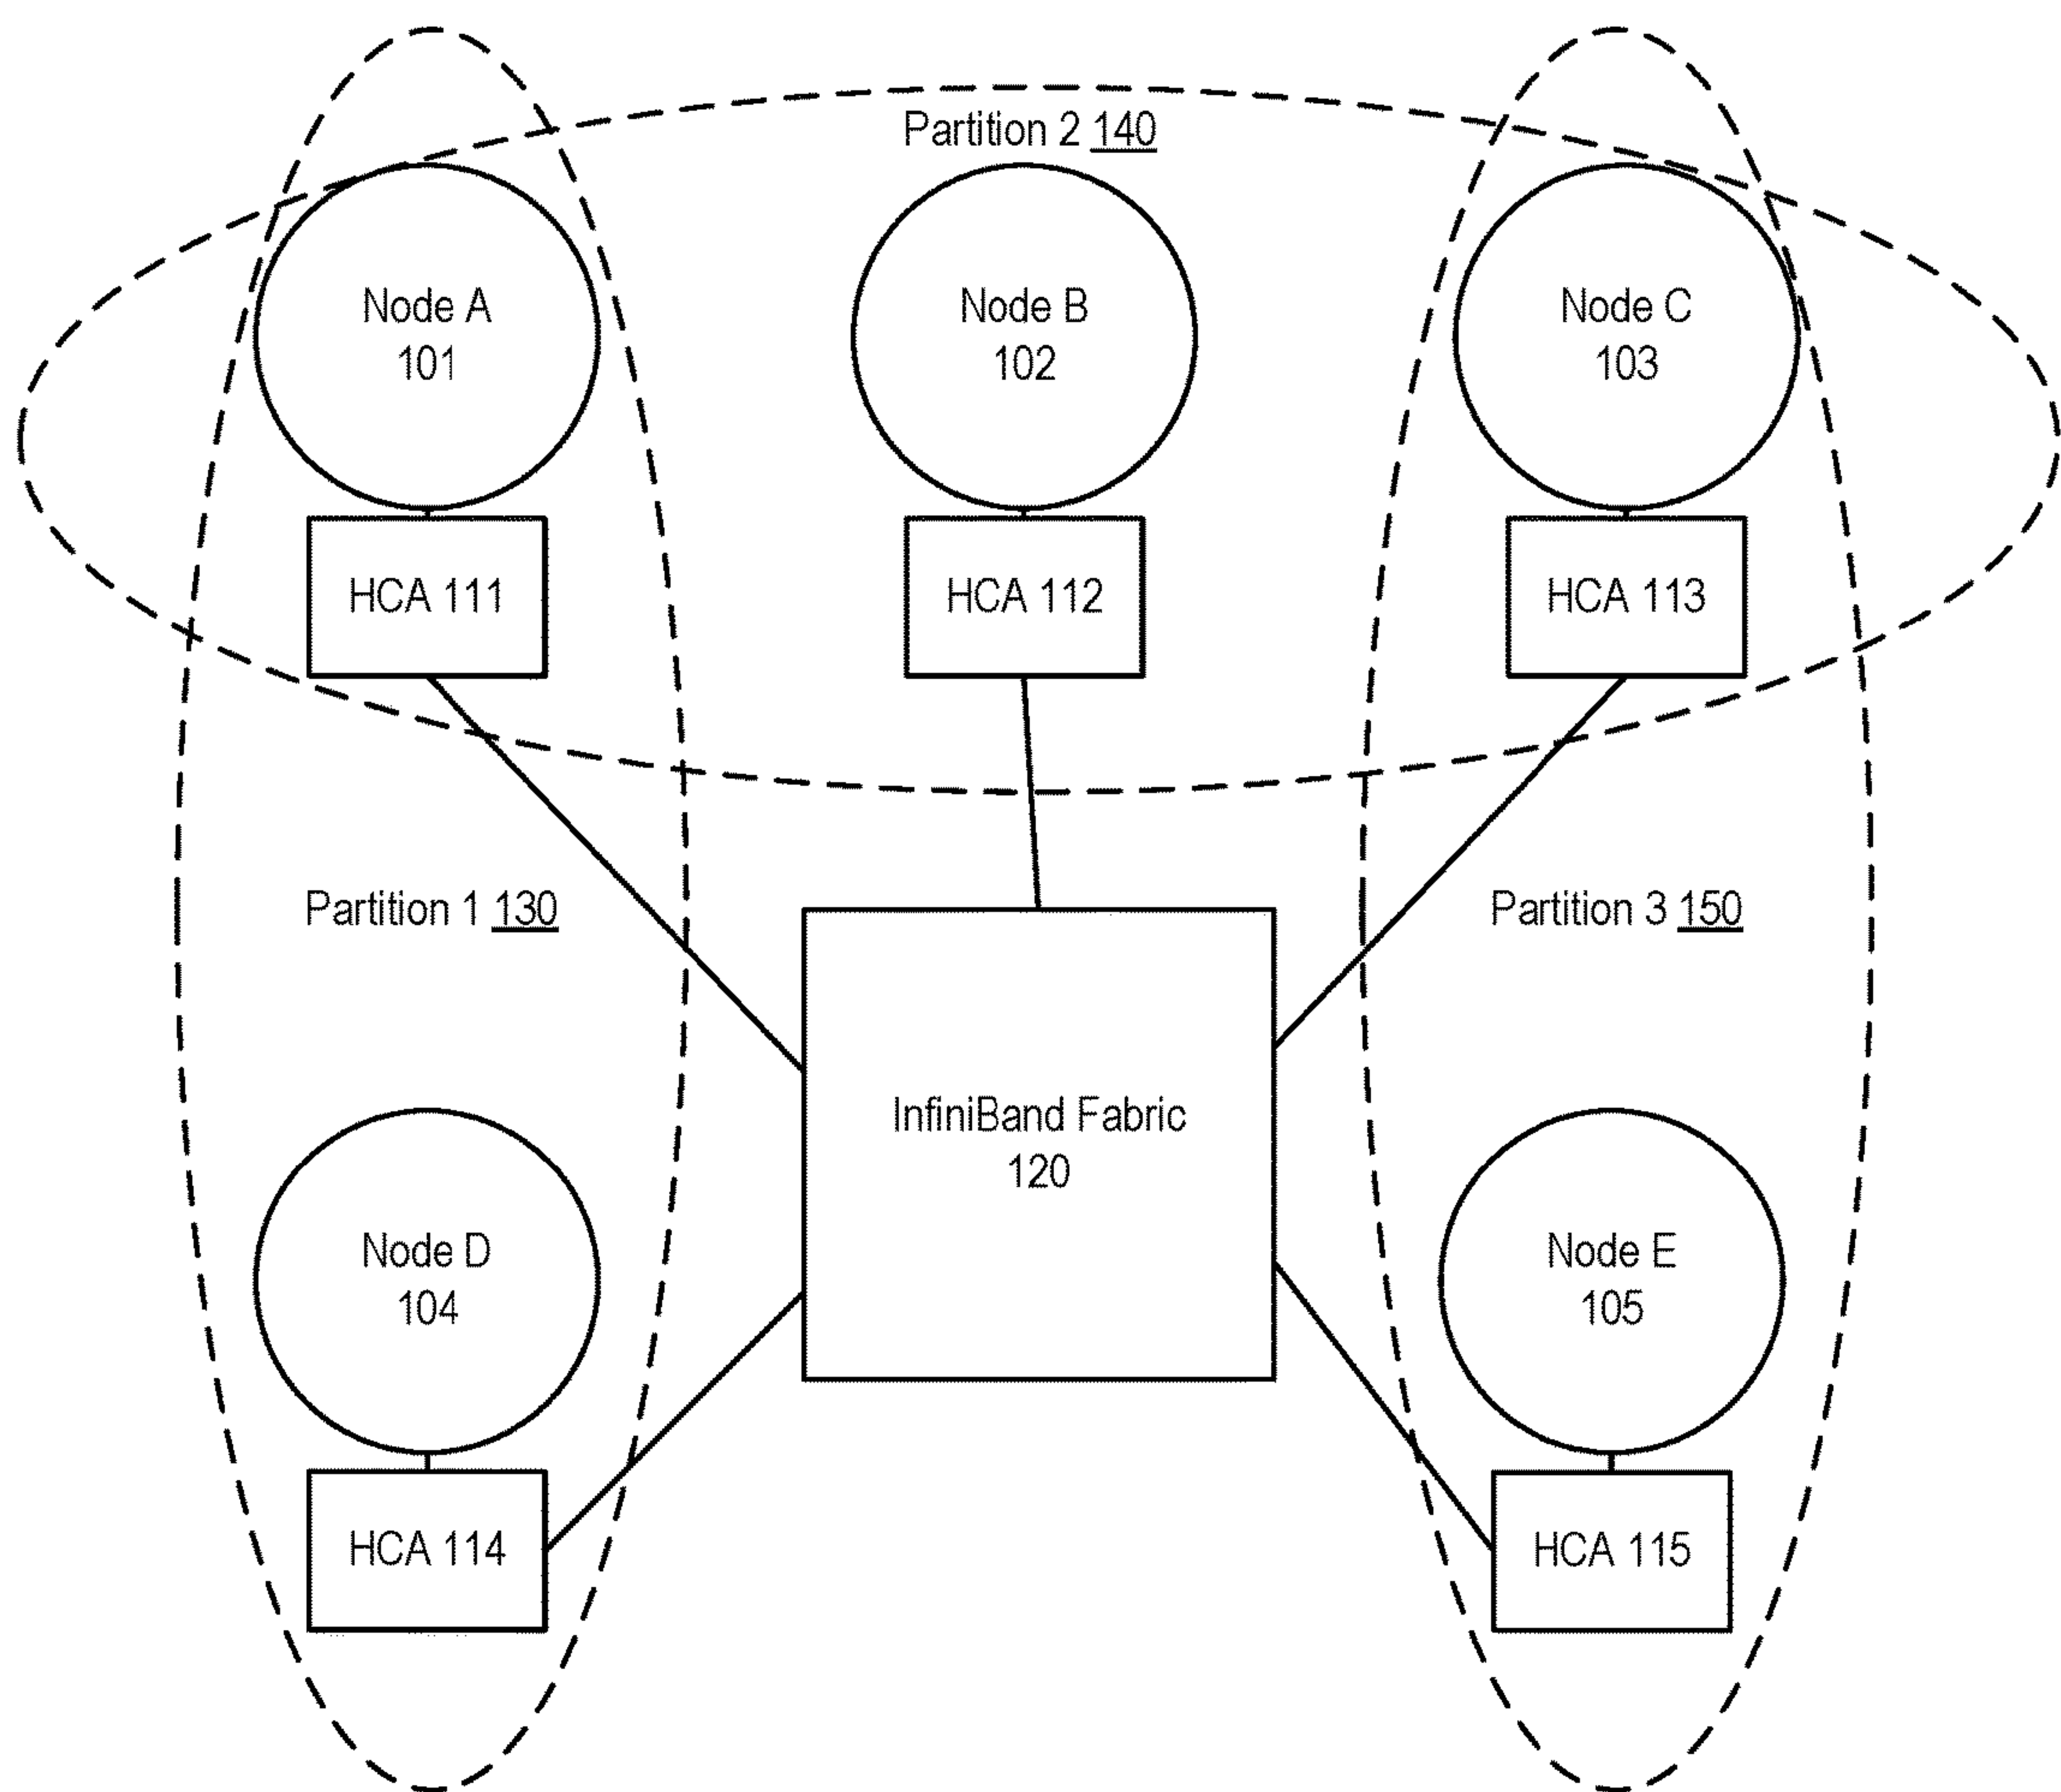 Partition 2 140
Node A
101
Node B
102
Node C
103
HCA 111
HCA 112
HCA 113
Partition 1 130
Partition 3 150
InfiniBand Fabric
120
Node D
104
Node E
105
HCA 114
HCA 115